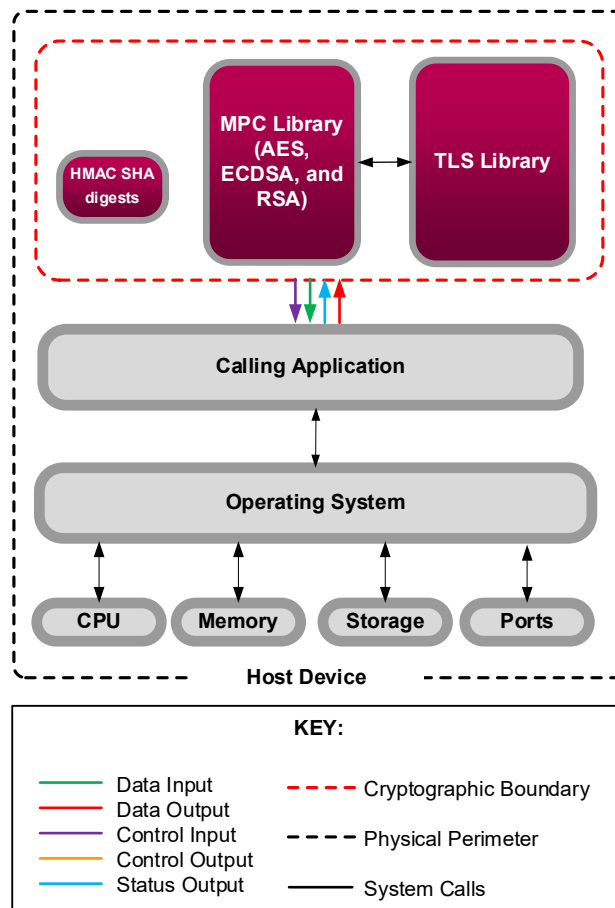 MPC Library
(AES,
ECDSA, and
RSA)
TLS Library
HMAC SHA
digests
Calling Application
Operating System
CPU
Memory
Storage
Ports
Host Device
KEY:
Data Input
Data Output
Control Input
Control Output
Status Output
Cryptographic Boundary
Physical Perimeter
System Calls